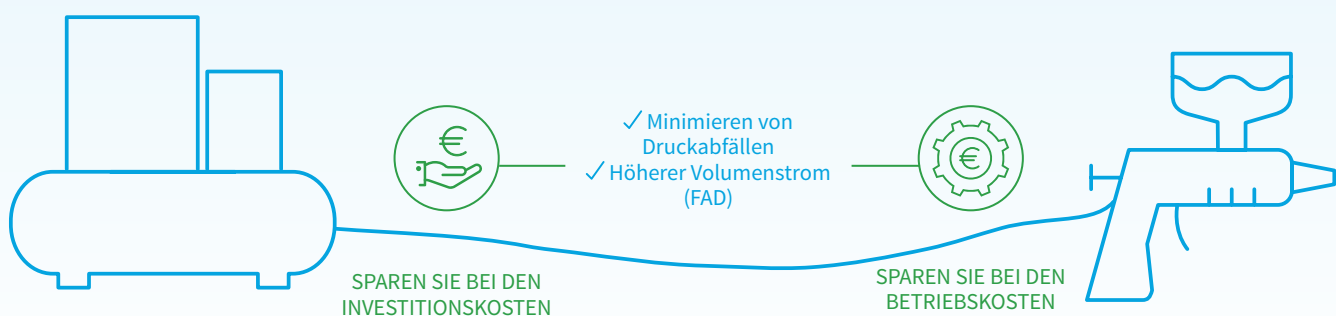 ✓ Minimieren von
Druckabfällen
✓ Höherer Volumenstrom
(FAD)
SPAREN SIE BEI DEN
INVESTITIONSKOSTEN
SPAREN SIE BEI DEN
BETRIEBSKOSTEN